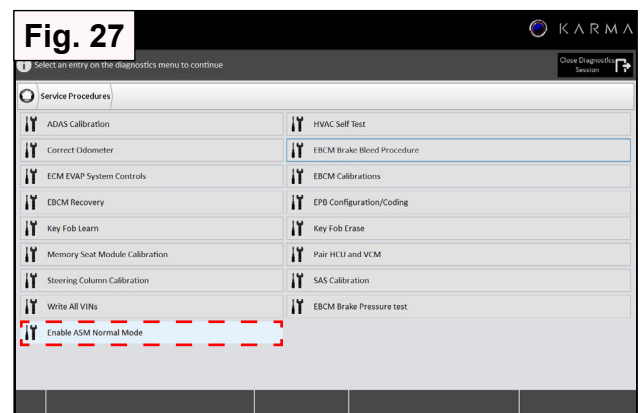 Fig. 27
KARMA
Select an entry on the diagnostics menu to continue
Close Diagnostics
Session
Service Procedures
ADAS Calibration
HVAC Self Test
Correct Odometer
EBCM Brake Bleed Procedure
ECM EVAP System Controls
EBCM Calibrations
EBCM Recovery
EPB Configuration/Coding
Key Fob Learn
Key Fob Erase
Memory Seat Module Calibration
Pair HCU and VCM
Steering Column Calibration
SAS Calibration
Write All VINs
EBCM Brake Pressure test
Enable ASM Normal Mode